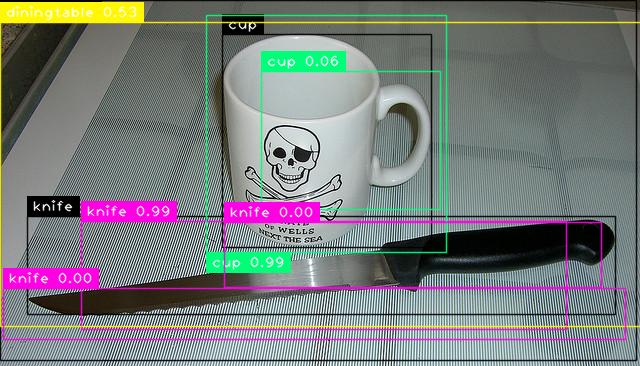 diningtable 0.53
cup
cup 0.06
knife
knife 0.99
knife 0.00
OF WELLS
NEXT THE SEA
cup 0.99
knife 0.00